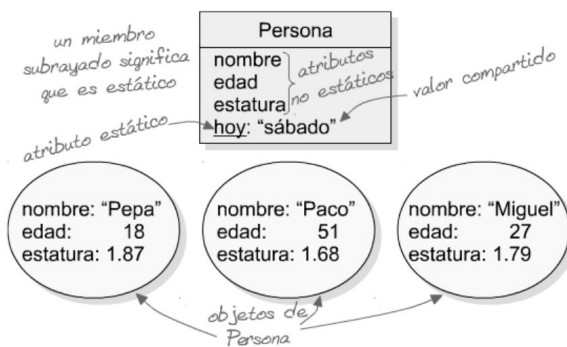 Persona
un miembro
subrayado significa
que es estático
nombre
edad
estatura
atributos
no estáticos
valor compartido
atributo estático
hoy: “sábado”
nombre: “Pepa”
edad: 18
estatura: 1.87
nombre: “Paco”
edad: 51
estatura: 1.68
nombre: “Miguel”
edad: 27
estatura: 1.79
objetos de
Persona